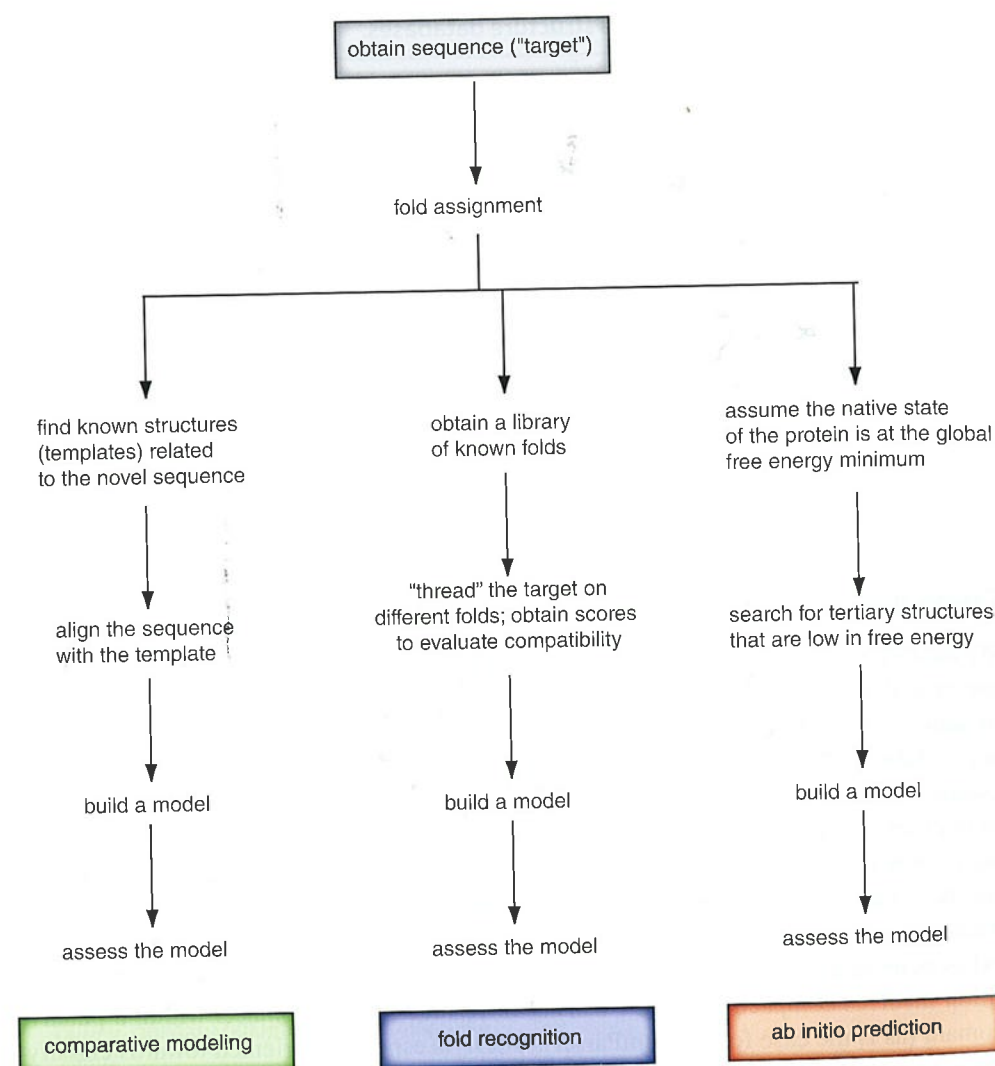 obtain sequence ("target")
fold assignment
find known structures
(templates) related
to the novel sequence
align the sequence
with the template
build a model
assess the model
comparative modeling
obtain a library
of known folds
"thread" the target on
different folds; obtain scores
to evaluate compatibility
build a model
assess the model
fold recognition
assume the native state
of the protein is at the global
free energy minimum
search for tertiary structures
that are low in free energy
build a model
assess the model
ab initio prediction